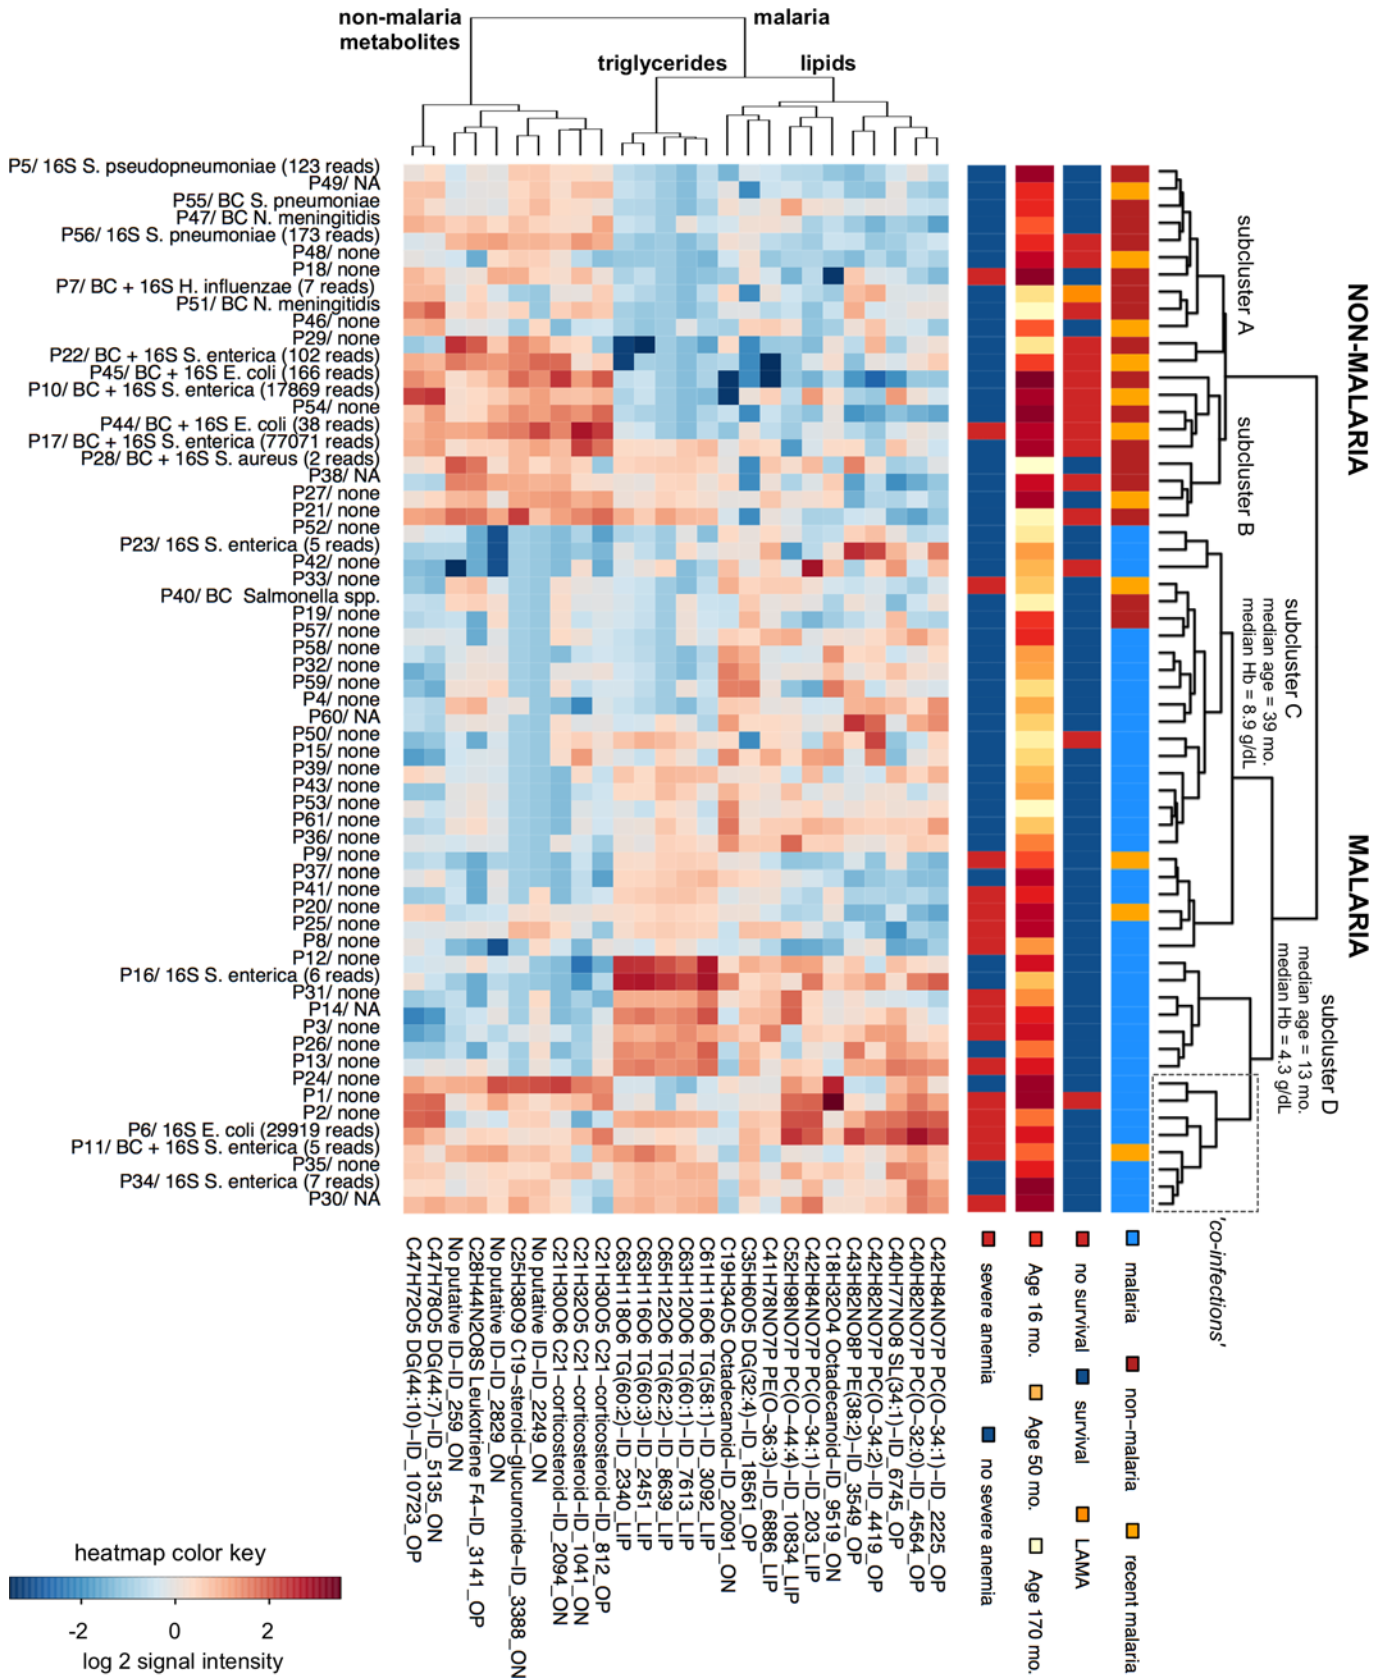 non-malaria
metabolites
malaria
triglycerides
lipids
P5/ 16S S. pseudopneumoniae (123 reads)
P49/ NA
P55/ BC S. pneumoniae
P47/ BC N. meningitidis
P56/ 16S S. pneumoniae (173 reads)
P48/ none
P18/ none
P7/ BC + 16S H. influenzae (7 reads)
P51/ BC N. meningitidis
P46/ none
P29/ none
P22/ BC + 16S S. enterica (102 reads)
P45/ BC + 16S E. coli (166 reads)
P10/ BC + 16S S. enterica (17869 reads)
P54/ none
P44/ BC + 16S E. coli (38 reads)
P17/ BC + 16S S. enterica (77071 reads)
P28/ BC + 16S S. aureus (2 reads)
P38/ NA
P27/ none
P21/ none
P52/ none
P23/ 16S S. enterica (5 reads)
P42/ none
P33/ none
P40/ BC  Salmonella spp.
P19/ none
P57/ none
P58/ none
P32/ none
P59/ none
P4/ none
P60/ NA
P50/ none
P15/ none
P39/ none
P43/ none
P53/ none
P61/ none
P36/ none
P9/ none
P37/ none
P41/ none
P20/ none
P25/ none
P8/ none
P12/ none
P16/ 16S S. enterica (6 reads)
P31/ none
P14/ NA
P3/ none
P26/ none
P13/ none
P24/ none
P1/ none
P2/ none
P6/ 16S E. coli (29919 reads)
P11/ BC + 16S S. enterica (5 reads)
P35/ none
P34/ 16S S. enterica (7 reads)
P30/ NA
NON-MALARIA
MALARIA
subcluster A
subcluster B
subcluster C
median age = 39 mo.
median Hb = 8.9 g/dL
subcluster D
median age = 13 mo.
median Hb = 4.3 g/dL
'co-infections'
malaria
non−malaria
recent malaria
no survival
survival
LAMA
Age 16 mo.
Age 50 mo.
Age 170 mo.
severe anemia
no severe anemia
C42H84NO7P PC(O−34:1)−ID_2225_OP
C40H82NO7P PC(O−32:0)−ID_4564_OP
C40H77NO8 SL(34:1)−ID_6745_OP
C42H82NO7P PC(O−34:2)−ID_4419_OP
C43H82NO8P PE(38:2)−ID_3549_OP
C18H32O4 Octadecanoid−ID_9519_ON
C42H84NO7P PC(O−34:1)−ID_203_LIP
C52H98NO7P PC(O−44:4)−ID_10834_LIP
C41H78NO7P PE(O−36:3)−ID_6886_LIP
C35H60O5 DG(32:4)−ID_18561_OP
C19H34O5 Octadecanoid−ID_20091_ON
C61H116O6 TG(58:1)−ID_3092_LIP
C63H120O6 TG(60:1)−ID_7613_LIP
C65H122O6 TG(62:2)−ID_8639_LIP
C63H116O6 TG(60:3)−ID_2451_LIP
C63H118O6 TG(60:2)−ID_2340_LIP
C21H30O5 C21−corticosteroid−ID_812_OP
C21H32O5 C21−corticosteroid−ID_1041_ON
C21H30O6 C21−corticosteroid−ID_2094_ON
No putative ID−ID_2249_ON
C25H38O9 C19−steroid−glucuronide−ID_3388_ON
No putative ID−ID_2829_ON
C28H44N2O8S Leukotriene F4−ID_3141_OP
No putative ID−ID_259_ON
C47H78O5 DG(44:7)−ID_5135_ON
C47H72O5 DG(44:10)−ID_10723_OP
heatmap color key
-2
0
2
log 2 signal intensity